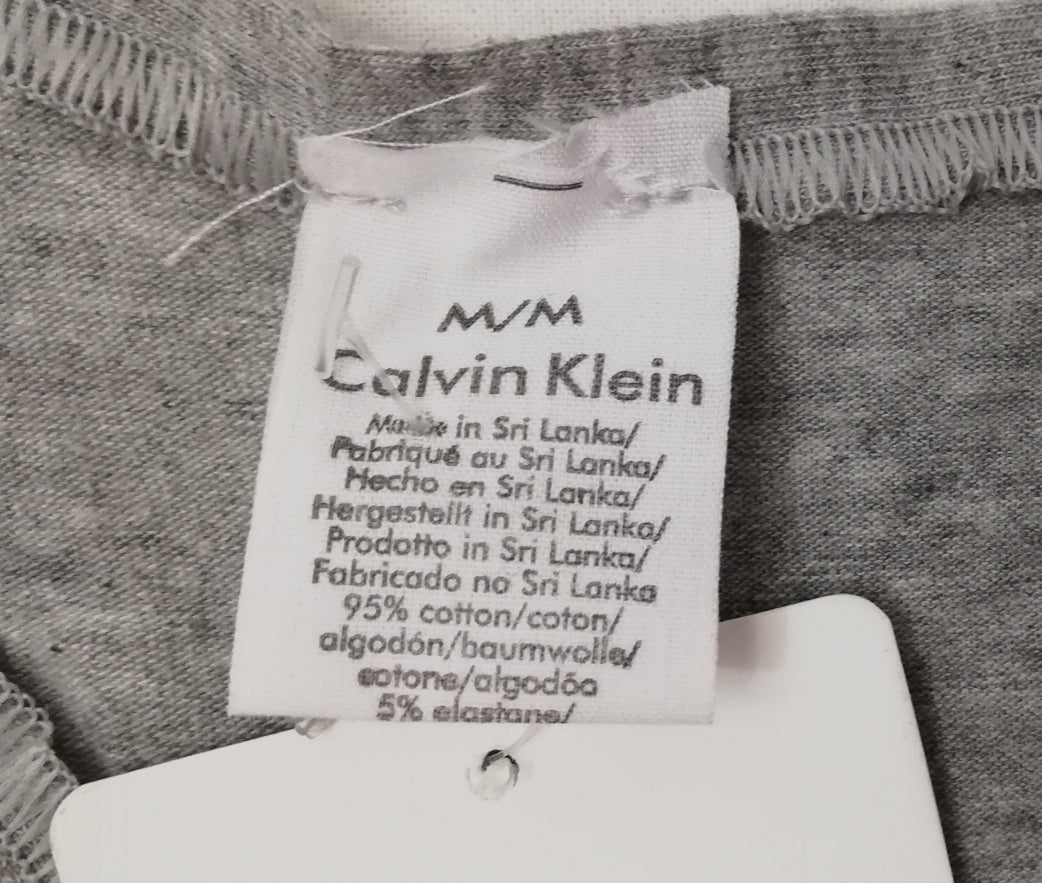 M/M
Calvin Klein
Made in Sri Lanka/
Fabriqué au Sri Lanka/
Hecho en Sri Lanka/
Hergestellt in Sri Lanka/
Prodotto in Sri Lanka/
Fabricado no Sri Lanka
95% cotton/coton/
algodón/baumwolle/
cotone/algodão
5% elastane/